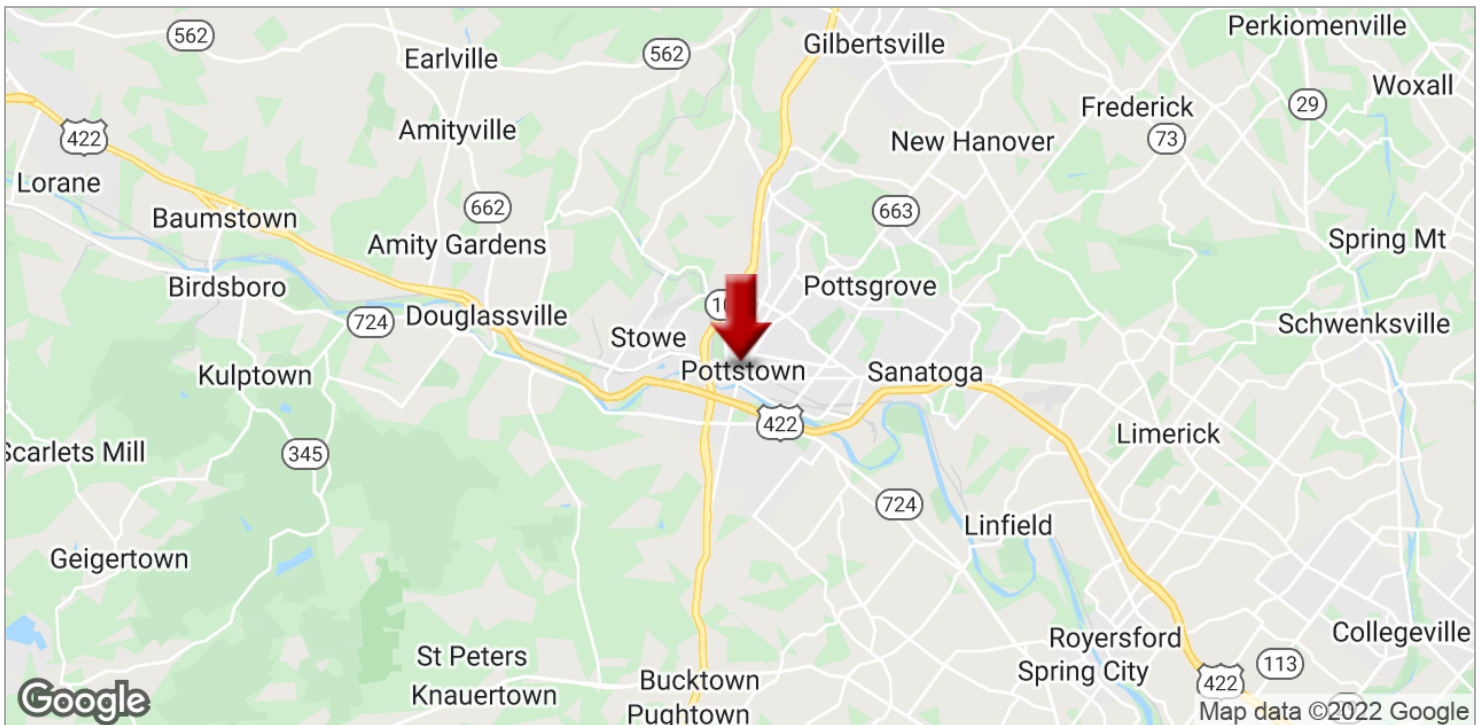 562
Earlville
562
Gilbertsville
Perkiomenville
Woxall
422
Amityville
New Hanover
Frederick
73
29
Lorane
Baumstown
662
Amity Gardens
663
Spring Mt
Birdsboro
724
Douglassville
Stowe
Pottsgrove
Schwenksville
Kulptown
Pottstown
Sanatoga
422
Limerick
Scarlets Mill
345
724
Linfield
Geigertown
St Peters
Knauertown
Bucktown
Pughtown
Royersford
Spring City
422
113
Collegeville
Google
Map data ©2022 Google